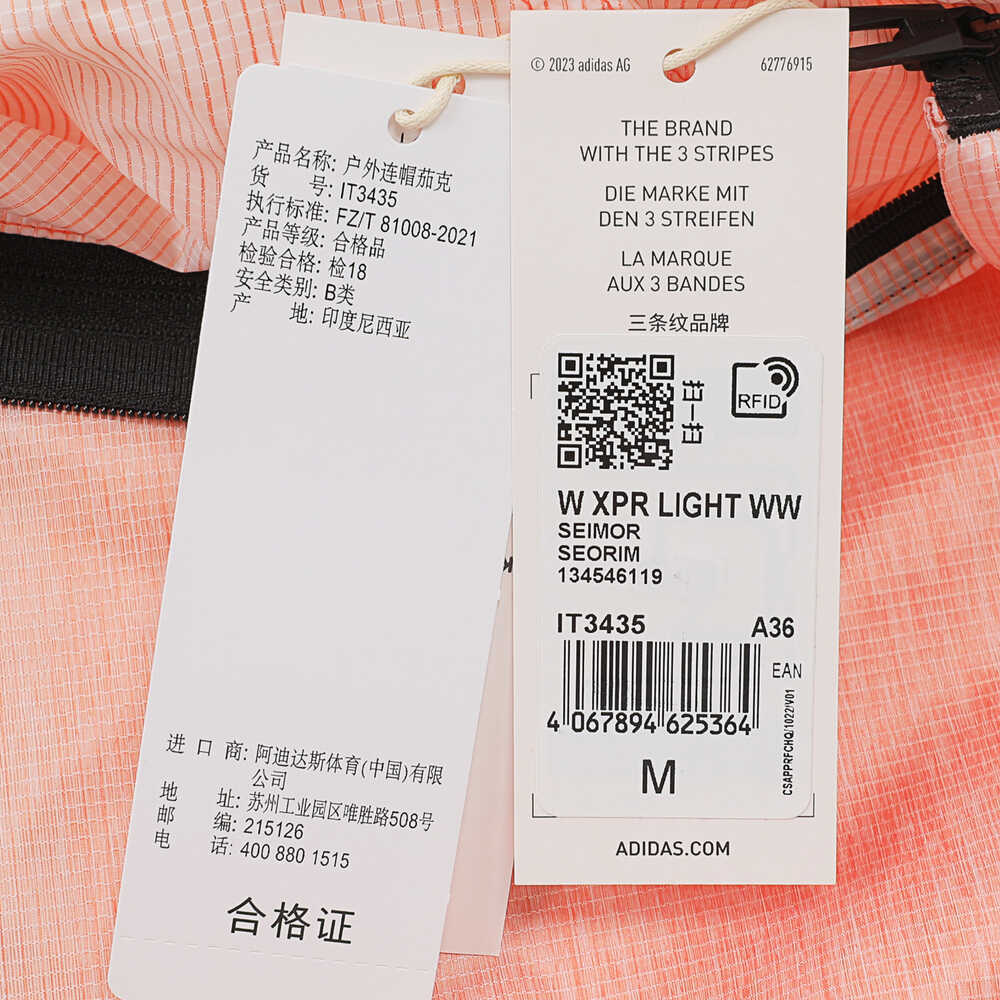 产品名称: 户外连帽茄克
货 号: IT3435
执行标准: FZ/T 81008-2021
产品等级: 合格品
检验合格: 检18
安全类别: B类
产 地: 印度尼西亚
进 口 商: 阿迪达斯体育(中国)有限
公司
地 址: 苏州工业园区唯胜路508号
邮 编: 215126
电 话: 400 880 1515
合格证
© 2023 adidas AG 62776915
THE BRAND
WITH THE 3 STRIPES
DIE MARKE MIT
DEN 3 STREIFEN
LA MARQUE
AUX 3 BANDES
三条纹品牌
扫一扫
RFID
W XPR LIGHT WW
SEIMOR
SEORIM
134546119
IT3435 A36
EAN
4 067894 625364
CSAPPRFCHQ/1022/V01
M
ADIDAS.COM